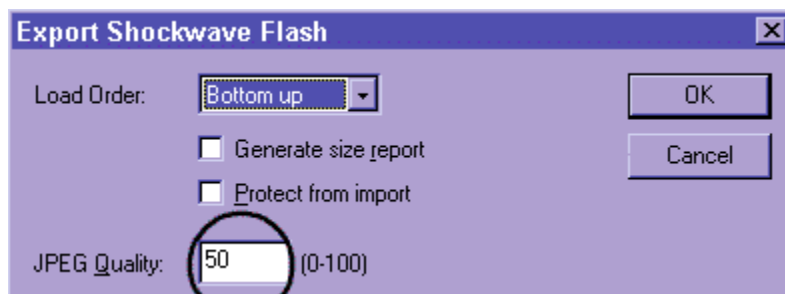 Export Shockwave Flash
Load Order: Bottom up OK
Generate size report
Cancel
Protect from import
JPEG Quality: 50 (0-100)